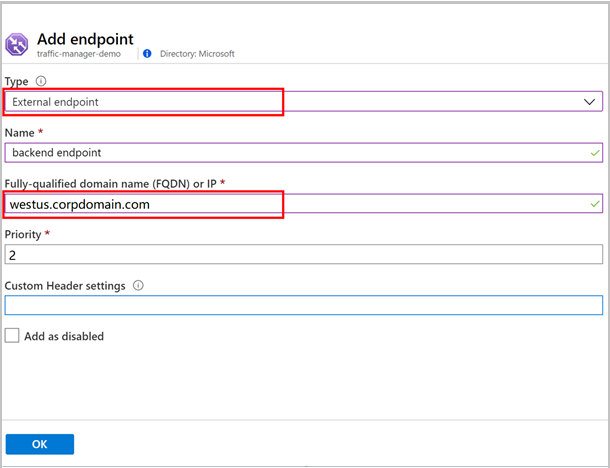 Add endpoint
traffic-manager-demo Directory: Microsoft
Type
External endpoint
Name *
backend endpoint
Fully-qualified domain name (FQDN) or IP *
westus.corpdomain.com
Priority *
2
Custom Header settings
Add as disabled
OK